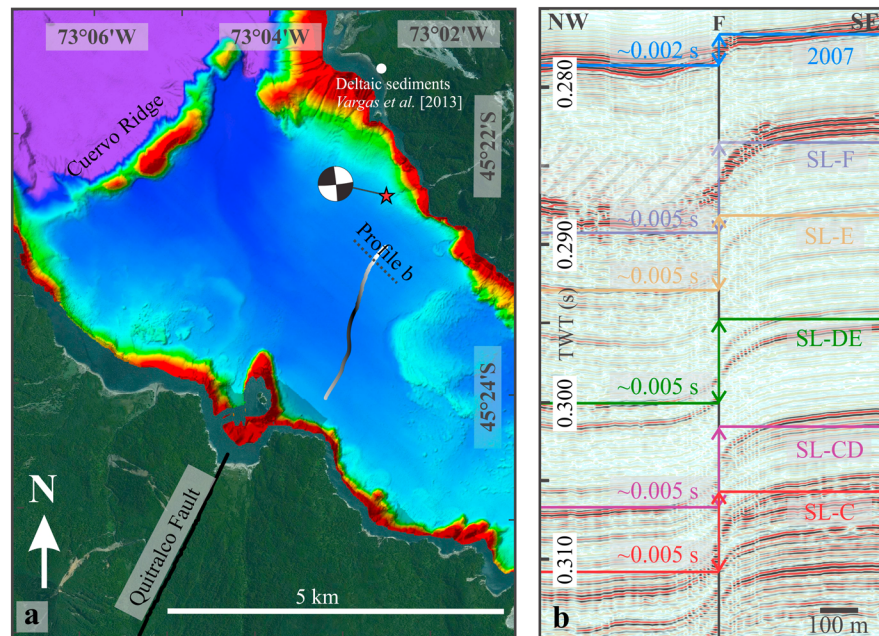 73°06'W
73°04'W
73°02'W
Deltaic sediments
Vargas et al. [2013]
Cuervo Ridge
45°22'S
Profile b
45°24'S
N
Quitralco Fault
5 km
a
NW
F
SE
~0.002 s
2007
0.280
SL-F
~0.005 s
0.290
SL-E
~0.005 s
TWT (s)
SL-DE
~0.005 s
0.300
SL-CD
~0.005 s
SL-C
~0.005 s
0.310
b
100 m